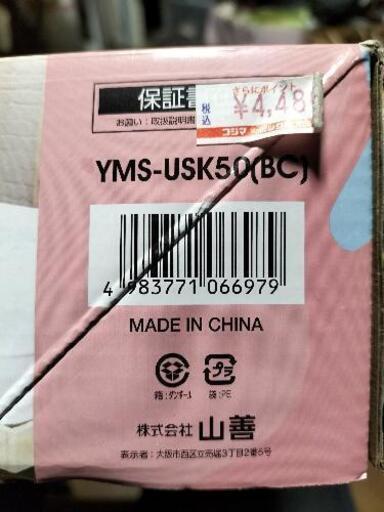 保証書
お願い：取扱説明書
さらにポイント
税込
¥4,48
コジマ
YMS-USK50(BC)
4 983771 066979
MADE IN CHINA
プラ
箱：ダンボール
袋：PE
株式会社 山善
表示者：大阪市西区立売堀3丁目2番5号